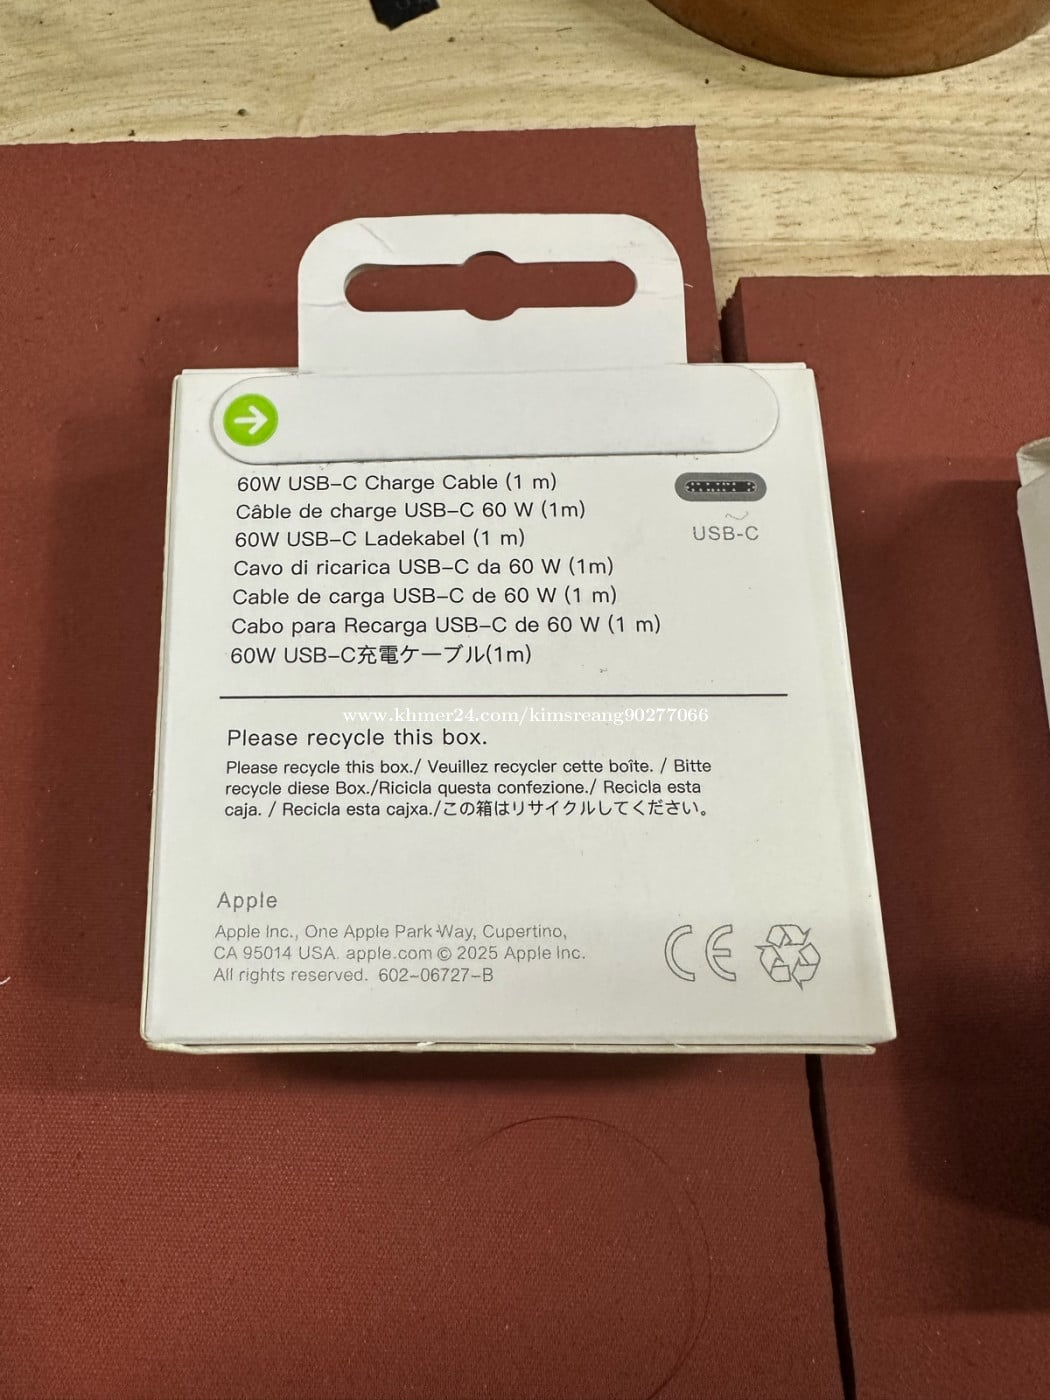 60W USB–C Charge Cable (1 m)
Câble de charge USB–C 60 W (1m)
60W USB–C Ladekabel (1 m)
Cavo di ricarica USB–C da 60 W (1m)
Cable de carga USB–C de 60 W (1 m)
Cabo para Recarga USB–C de 60 W (1 m)
60W USB–C充電ケーブル(1m)
USB-C
www.khmer24.com/kimsreang90277066
Please recycle this box.
Please recycle this box./ Veuillez recycler cette boîte. / Bitte
recycle diese Box./Ricicla questa confezione./ Recicla esta
caja. / Recicla esta cajxa./この箱はリサイクルしてください。
Apple
Apple Inc., One Apple Park Way, Cupertino,
CA 95014 USA. apple.com © 2025 Apple Inc.
All rights reserved. 602–06727–B
CE